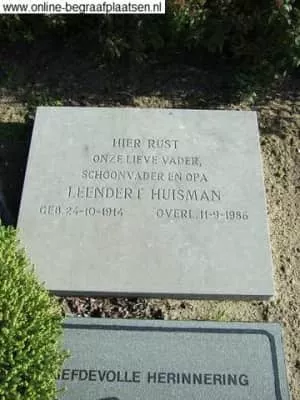 www.online-begraafplaatsen.nl
HIER RUST
ONZE LIEVE VADER,
SCHOONVADER EN OPA
LEENDERT HUISMAN
GEB. 24-10-1914 OVERL. 11-9-1986
EFDEVOLLE HERINNERING